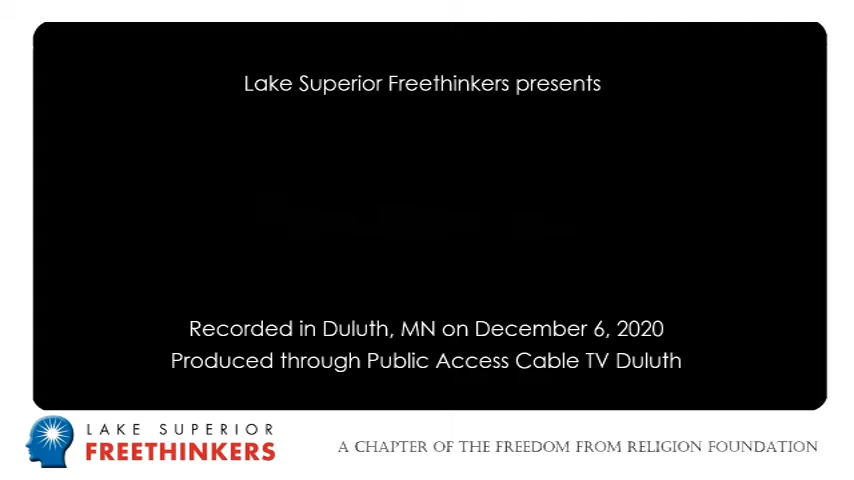 Lake Superior Freethinkers presents
Recorded in Duluth, MN on December 6, 2020
Produced through Public Access Cable TV Duluth
LAKE SUPERIOR
FREETHINKERS
A CHAPTER OF THE FREEDOM FROM RELIGION FOUNDATION